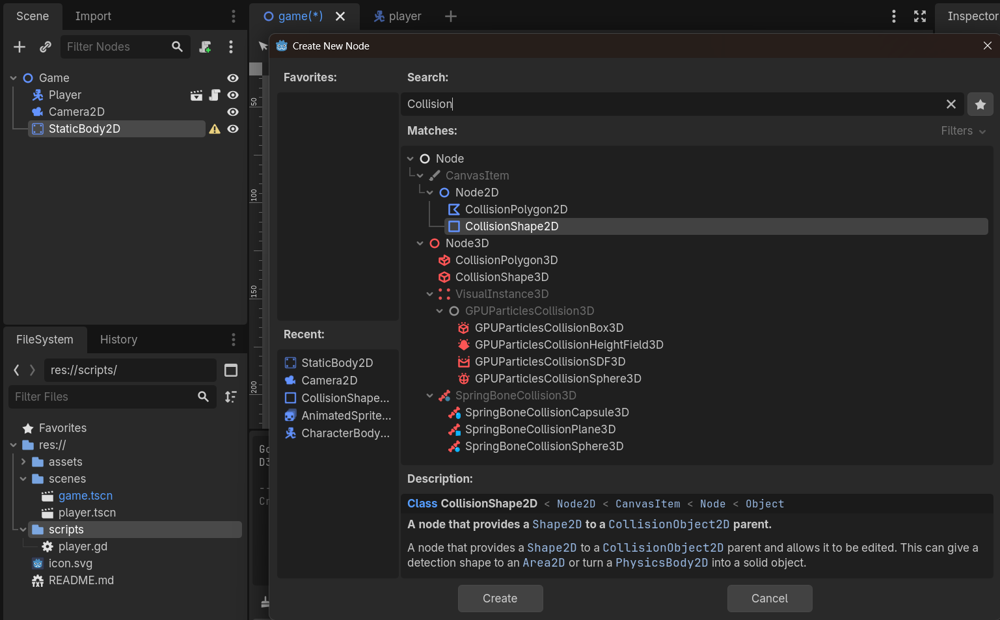 Scene Import
game(*) player
Inspector
Filter Nodes
Game
Player
Camera2D
StaticBody2D
50
100
150
200
FileSystem History
res://scripts/
Filter Files
Favorites
res://
assets
scenes
game.tscn
player.tscn
scripts
player.gd
icon.svg
README.md
Go
D3
--
Cr
Create New Node
Favorites:
Recent:
StaticBody2D
Camera2D
CollisionShape...
AnimatedSprite...
CharacterBody...
Search:
Collision
Matches: Filters
Node
CanvasItem
Node2D
CollisionPolygon2D
CollisionShape2D
Node3D
CollisionPolygon3D
CollisionShape3D
VisualInstance3D
GPUParticlesCollision3D
GPUParticlesCollisionBox3D
GPUParticlesCollisionHeightField3D
GPUParticlesCollisionSDF3D
GPUParticlesCollisionSphere3D
SpringBoneCollision3D
SpringBoneCollisionCapsule3D
SpringBoneCollisionPlane3D
SpringBoneCollisionSphere3D
Description:
Class CollisionShape2D < Node2D < CanvasItem < Node < Object
A node that provides a Shape2D to a CollisionObject2D parent.
A node that provides a Shape2D to a CollisionObject2D parent and allows it to be edited. This can give a
detection shape to an Area2D or turn a PhysicsBody2D into a solid object.
Create Cancel